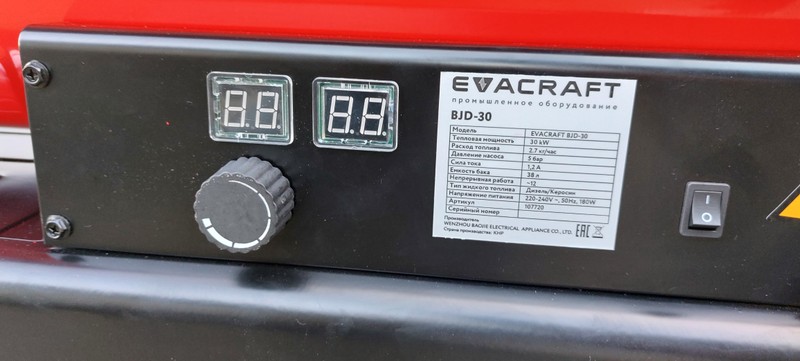 EVACRAFT
промышленное оборудование
BJD-30
Модель EVACRAFT BJD-30
Тепловая мощность 30 kW
Расход топлива 2.7 кг/час
Давление насоса 5 бар
Сила тока 1,2 A
Емкость бака 38 л
Непрерывная работа ~12
Тип жидкого топлива Дизель/Керосин
Напряжение питания 220-240V ~, 50Hz, 180W
Артикул 107720
Серийный номер
Производитель
WENZHOU BAOJIE ELECTRICAL APPLIANCE CO., LTD.
Страна производства: КНР
EAC
I
O